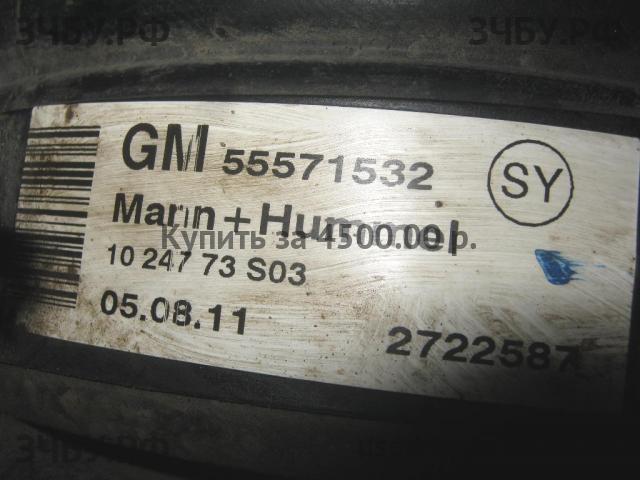 ЗЧБУ.РФ ЗЧБУ.РФ
GM 55571532
SY
Mann+Hummel
Купить за 4500.00 р.
10 247 73 S03
05.08.11
2722587
ЗЧБУ.РФ